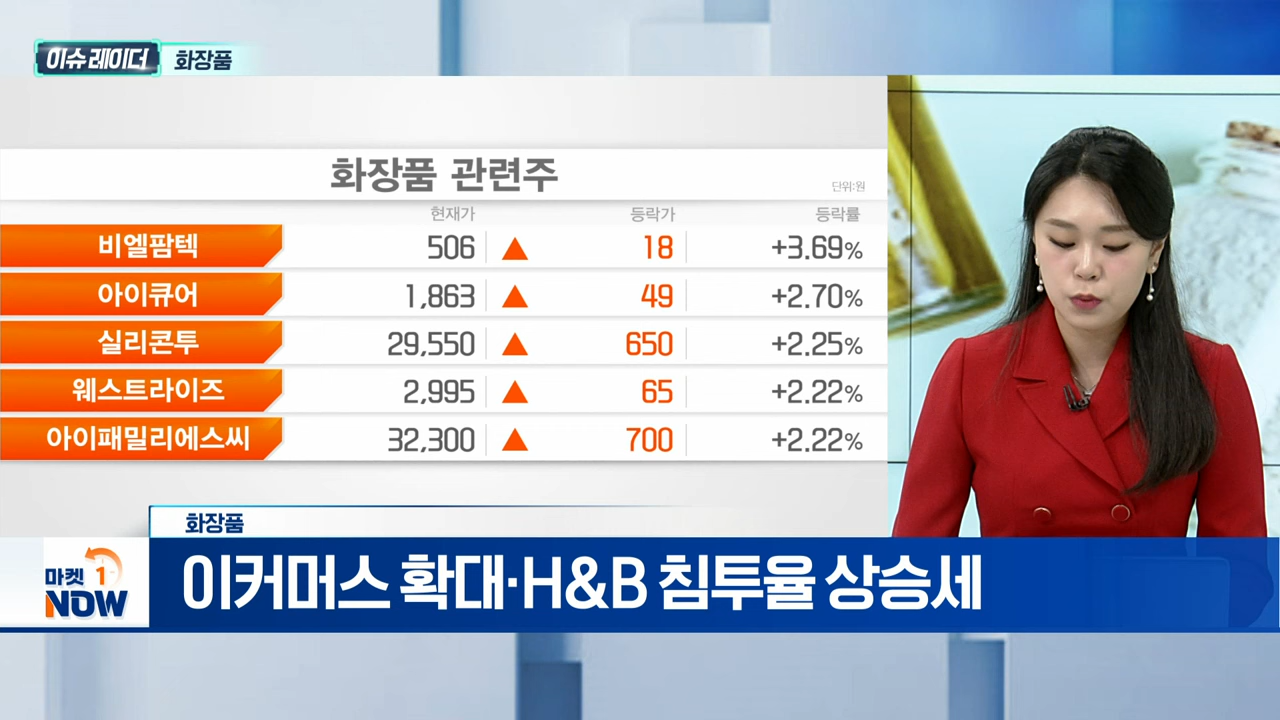 이슈 레이더 화장품
화장품 관련주
단위:원
현재가 등락가 등락률
비엘팜텍 506 ▲ 18 +3.69%
아이큐어 1,863 ▲ 49 +2.70%
실리콘투 29,550 ▲ 650 +2.25%
웨스트라이즈 2,995 ▲ 65 +2.22%
아이패밀리에스씨 32,300 ▲ 700 +2.22%
화장품
마켓 1
NOW
이커머스 확대·H&B 침투율 상승세